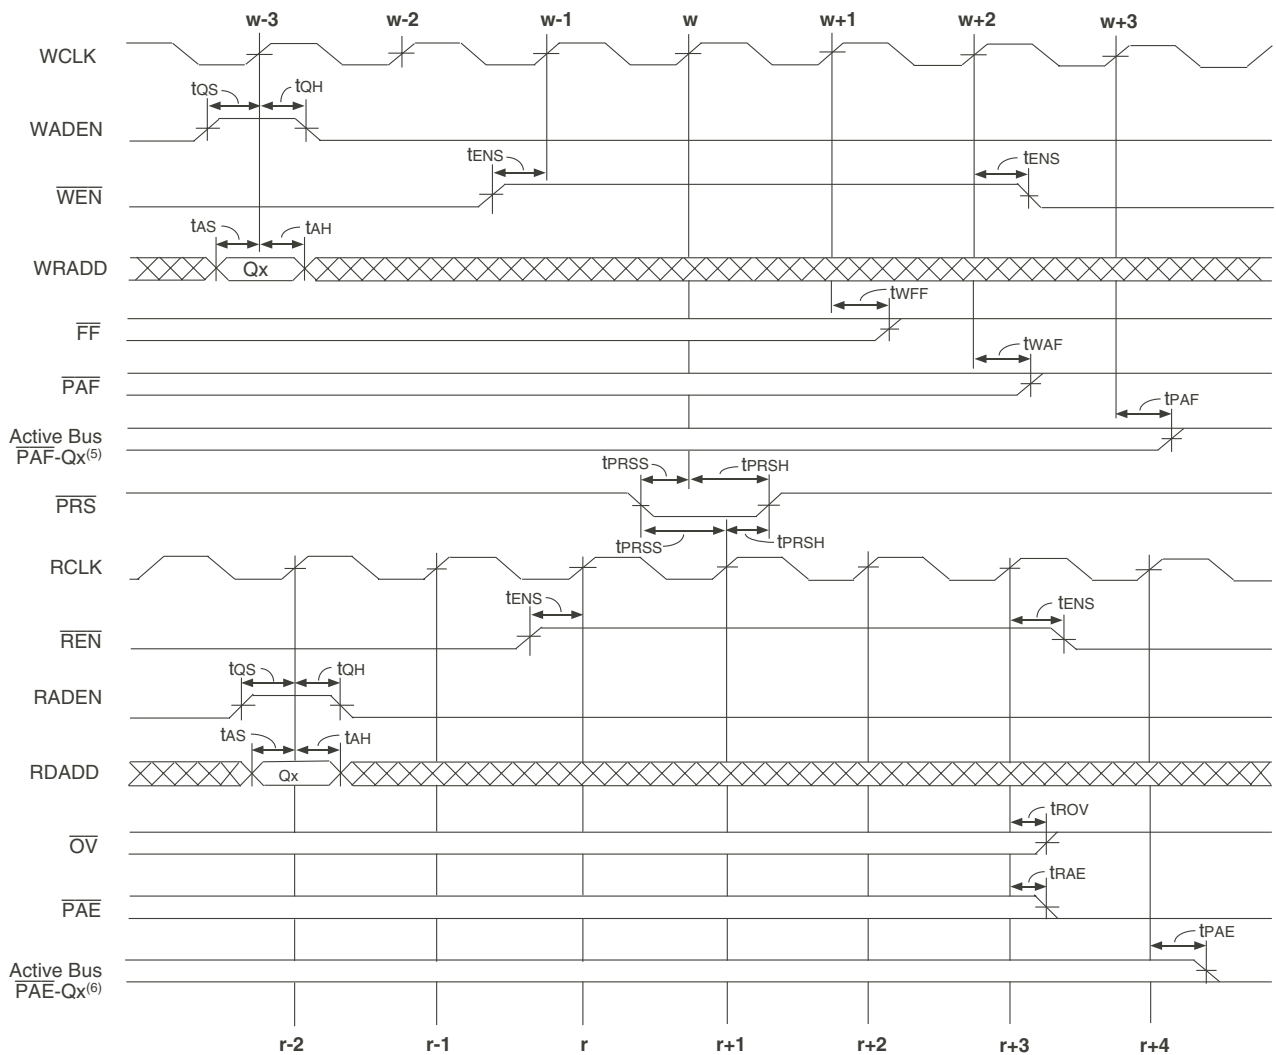 w-3 w-2 w-1 w w+1 w+2 w+3
WCLK
tQS tQH
WADEN
tENS tENS
WEN
tAS tAH
WRADD Qx
tWFF
FF
tWAF
PAF
tPAF
Active Bus
PAF-Qx(5)
tPRSS tPRSH
PRS
tPRSS tPRSH
RCLK
tENS tENS
REN
tQS tQH
RADEN
tAS tAH
RDADD Qx
tROV
OV
tRAE
PAE
tPAE
Active Bus
PAE-Qx(6)
r-2 r-1 r r+1 r+2 r+3 r+4